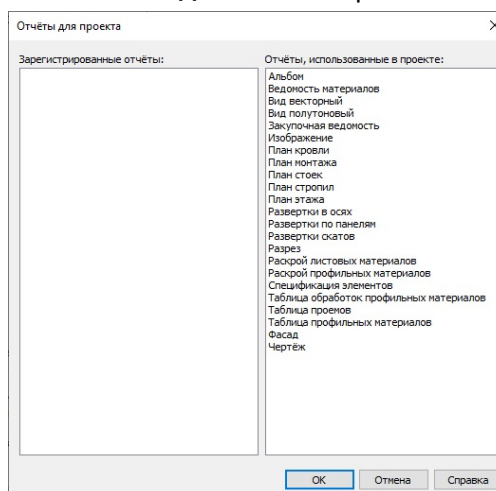 Отчёты для проекта
Зарегистрированные отчёты:
Отчёты, использованные в проекте:
Альбом
Ведомость материалов
Вид векторный
Вид полутоновый
Закупочная ведомость
Изображение
План кровли
План монтажа
План стоек
План стропил
План этажа
Развертки в осях
Развертки по панелям
Развертки скатов
Разрез
Раскрой листовых материалов
Раскрой профильных материалов
Спецификация элементов
Таблица обработок профильных материалов
Таблица проемов
Таблица профильных материалов
Фасад
Чертёж
ОК
Отмена
Справка